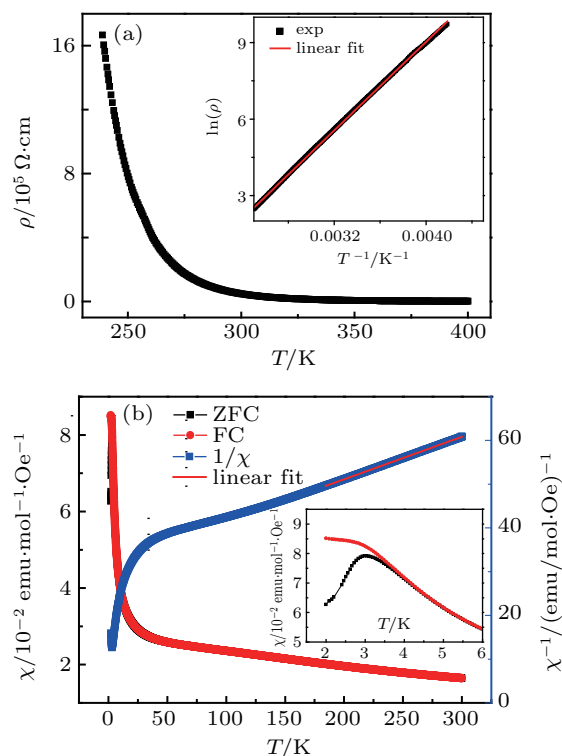 (a)
16
12
8
4
0
ρ/10⁵ Ω·cm
250
300
350
400
T/K
exp
linear fit
9
6
3
ln(ρ)
0.0032
0.0040
T⁻¹/K⁻¹
(b)
ZFC
FC
1/χ
linear fit
8
6
4
2
χ/10⁻² emu·mol⁻¹·Oe⁻¹
60
40
20
0
χ⁻¹/(emu/mol·Oe)⁻¹
0
50
100
150
200
250
300
T/K
9
8
7
6
5
χ/10⁻² emu·mol⁻¹·Oe⁻¹
T/K
2
3
4
5
6